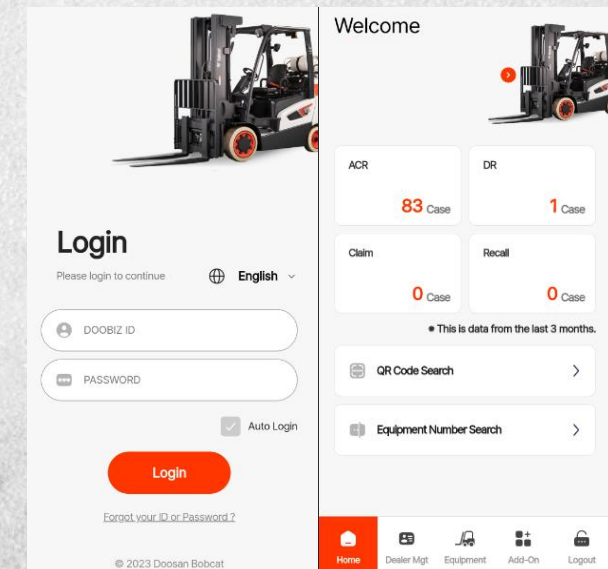 Login
Please login to continue
English
DOOBIZ ID
PASSWORD
Auto Login
Login
Forgot your ID or Password ?
© 2023 Doosan Bobcat
Welcome
ACR
83 Case
DR
1 Case
Claim
0 Case
Recall
0 Case
● This is data from the last 3 months.
QR Code Search
Equipment Number Search
Home
Dealer Mgt
Equipment
Add-On
Logout